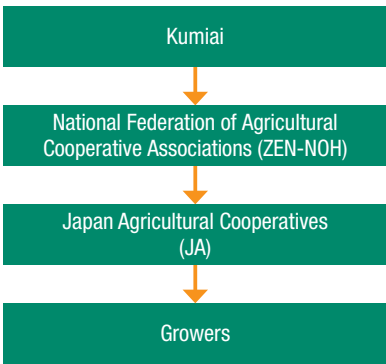 Kumiai
National Federation of Agricultural
Cooperative Associations (ZEN-NOH)
Japan Agricultural Cooperatives
(JA)
Growers